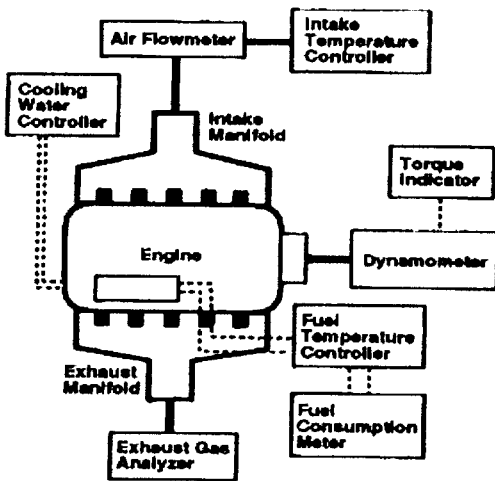 Air Flowmeter
Intake
Temperature
Controller
Cooling
Water
Controller
Intake
Manifold
Torque
Indicator
Engine
Dynamometer
Fuel
Temperature
Controller
Exhaust
Manifold
Fuel
Consumption
Meter
Exhaust Gas
Analyzer